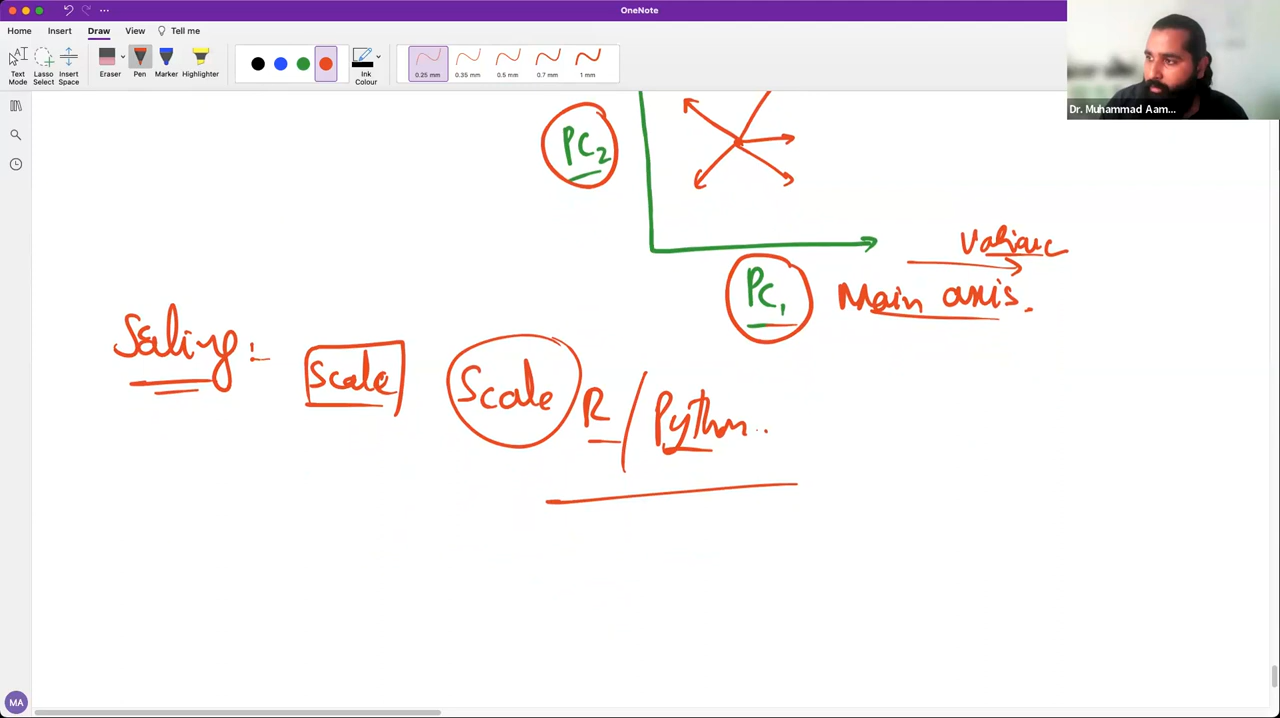 OneNote
Home Insert Draw View Tell me
Text Mode
Lasso Select
Insert Space
Eraser
Pen
Marker
Highlighter
Ink Colour
0.25 mm
0.35 mm
0.5 mm
0.7 mm
1 mm
Dr. Muhammad Aam...
PC2
Variance
PC1 Main axis.
Scaling:- Scale Scale R / Python..
MA